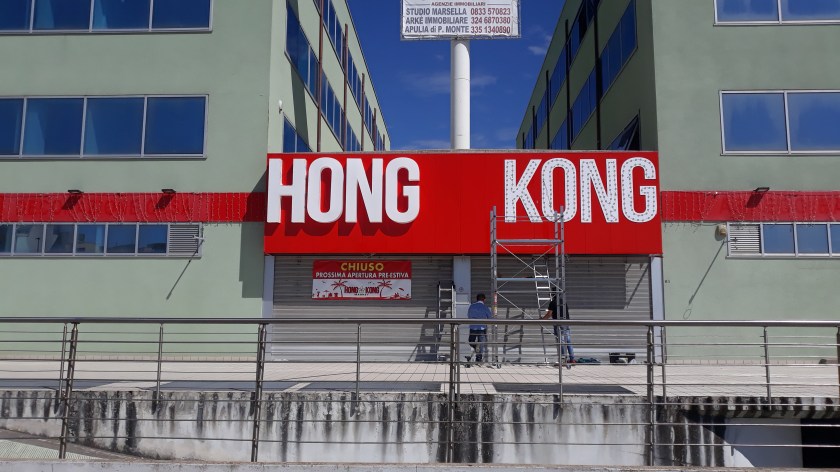 AGENZIE IMMOBILIARI
STUDIO MARSELLA 0833 570823
ARKÈ IMMOBILIARE 324 6870380
APULIA di P. MONTE 335 1340890
HONG KONG
CHIUSO
PROSSIMA APERTURA PRE-ESTIVA
HONG KONG